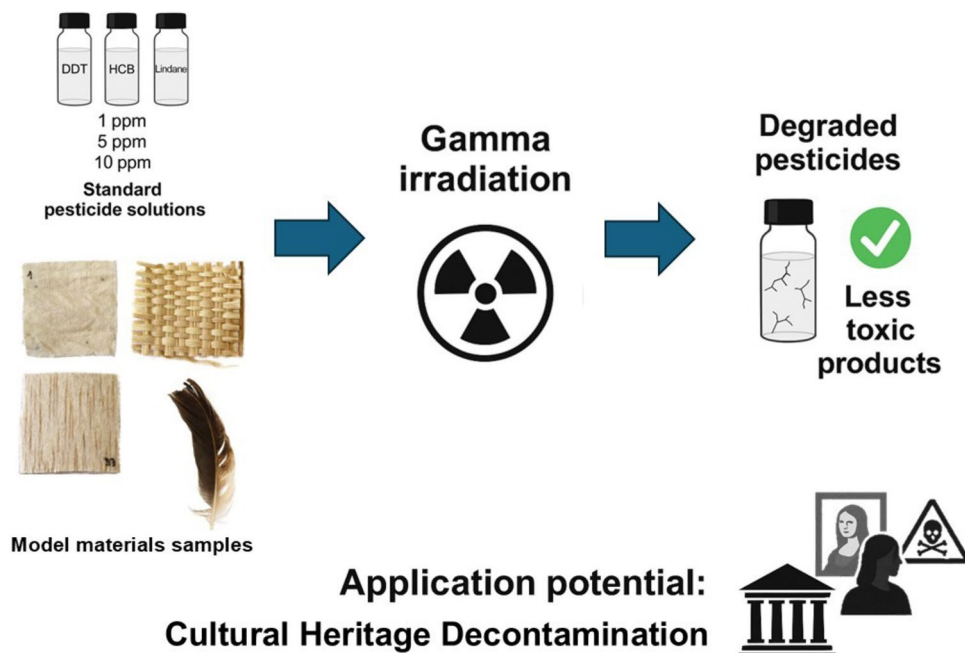 DDT
HCB
Lindane
1 ppm
5 ppm
10 ppm
Standard
pesticide solutions
1
Model materials samples
Gamma
irradiation
Degraded
pesticides
Less
toxic
products
Application potential:
Cultural Heritage Decontamination